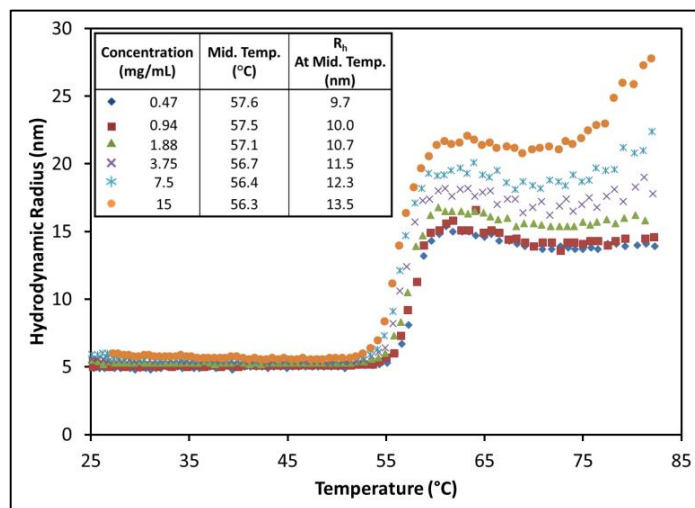 30
25
20
15
10
5
0
Hydrodynamic Radius (nm)
Concentration (mg/mL) Mid. Temp. (°C) Rh At Mid. Temp. (nm)
0.47 57.6 9.7
0.94 57.5 10.0
1.88 57.1 10.7
3.75 56.7 11.5
7.5 56.4 12.3
15 56.3 13.5
25 35 45 55 65 75 85
Temperature (°C)